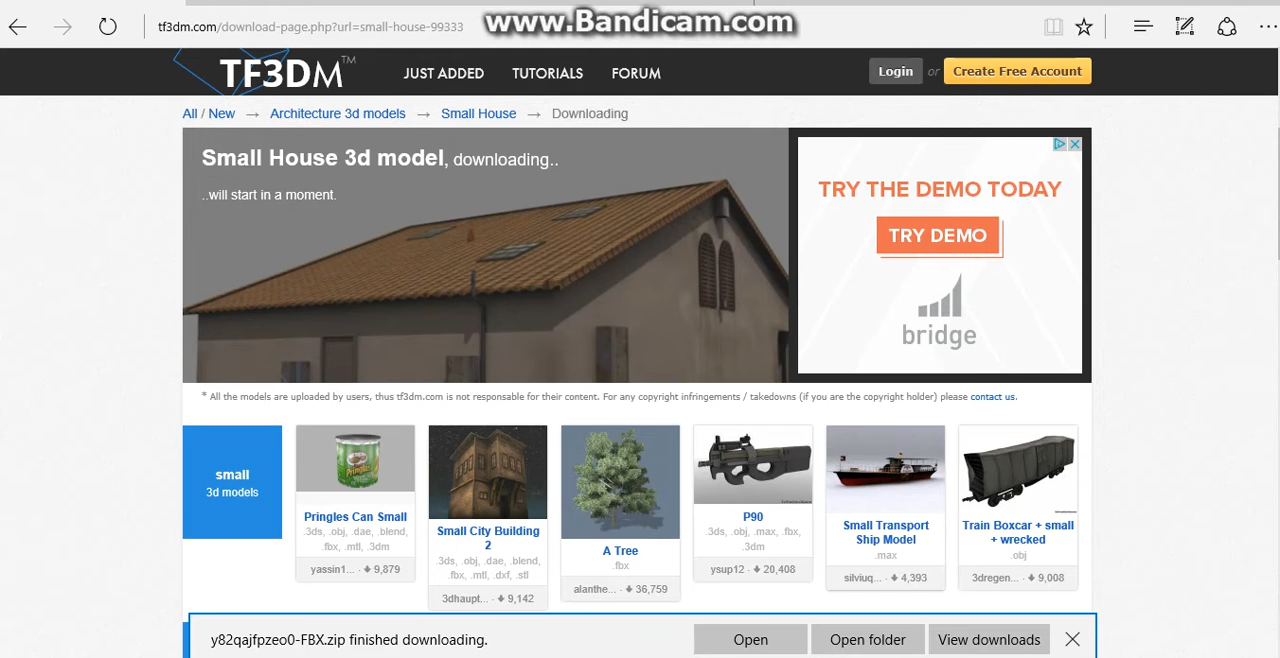 www.Bandicam.com
tf3dm.com/download-page.php?url=small-house-99333
TF3DM™
JUST ADDED
TUTORIALS
FORUM
Login
or
Create Free Account
All / New → Architecture 3d models → Small House → Downloading
Small House 3d model, downloading..
..will start in a moment.
TRY THE DEMO TODAY
TRY DEMO
bridge
* All the models are uploaded by users, thus tf3dm.com is not responsible for their content. For any copyright infringements / takedowns (if you are the copyright holder) please contact us.
small
3d models
Pringles
Pringles Can Small
.3ds, .obj, .dae, .blend,
.fbx, .mtl, .3dm
yassin1... · 9,879
Small City Building
2
.3ds, .obj, .dae, .blend,
.fbx, .mtl, .dxf, .stl
3dhaupt... · 9,142
A Tree
.fbx
alanthe... · 36,759
P90
.3ds, .obj, .max, .fbx,
.3dm
ysup12 · 20,408
Small Transport
Ship Model
.max
silviuq... · 4,393
Train Boxcar + small
+ wrecked
.obj
3dregen... · 9,008
y82qajfpzeo0-FBX.zip finished downloading.
Open
Open folder
View downloads